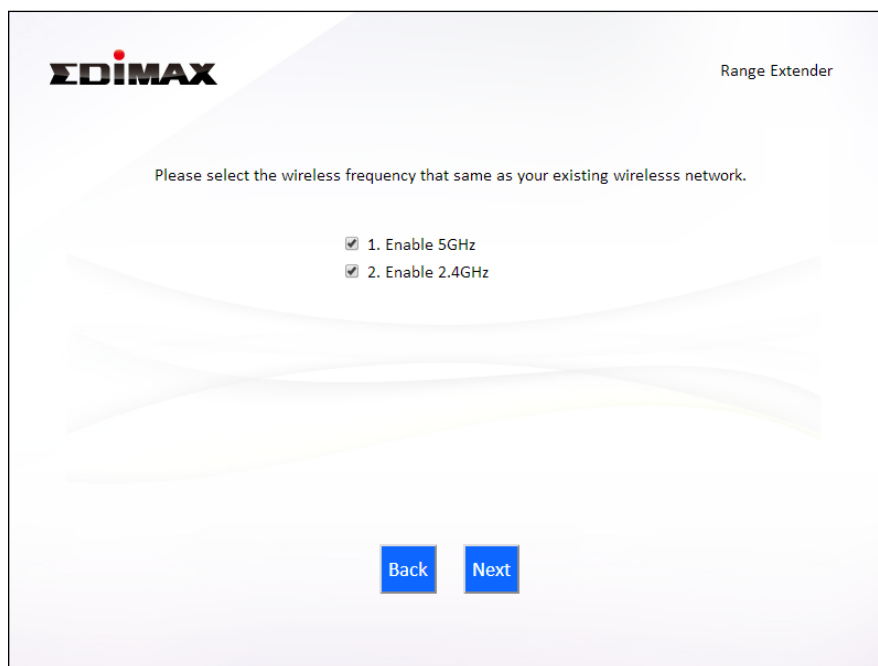 EDIMAX
Range Extender
Please select the wireless frequency that same as your existing wirelesss network.
1. Enable 5GHz
2. Enable 2.4GHz
Back Next